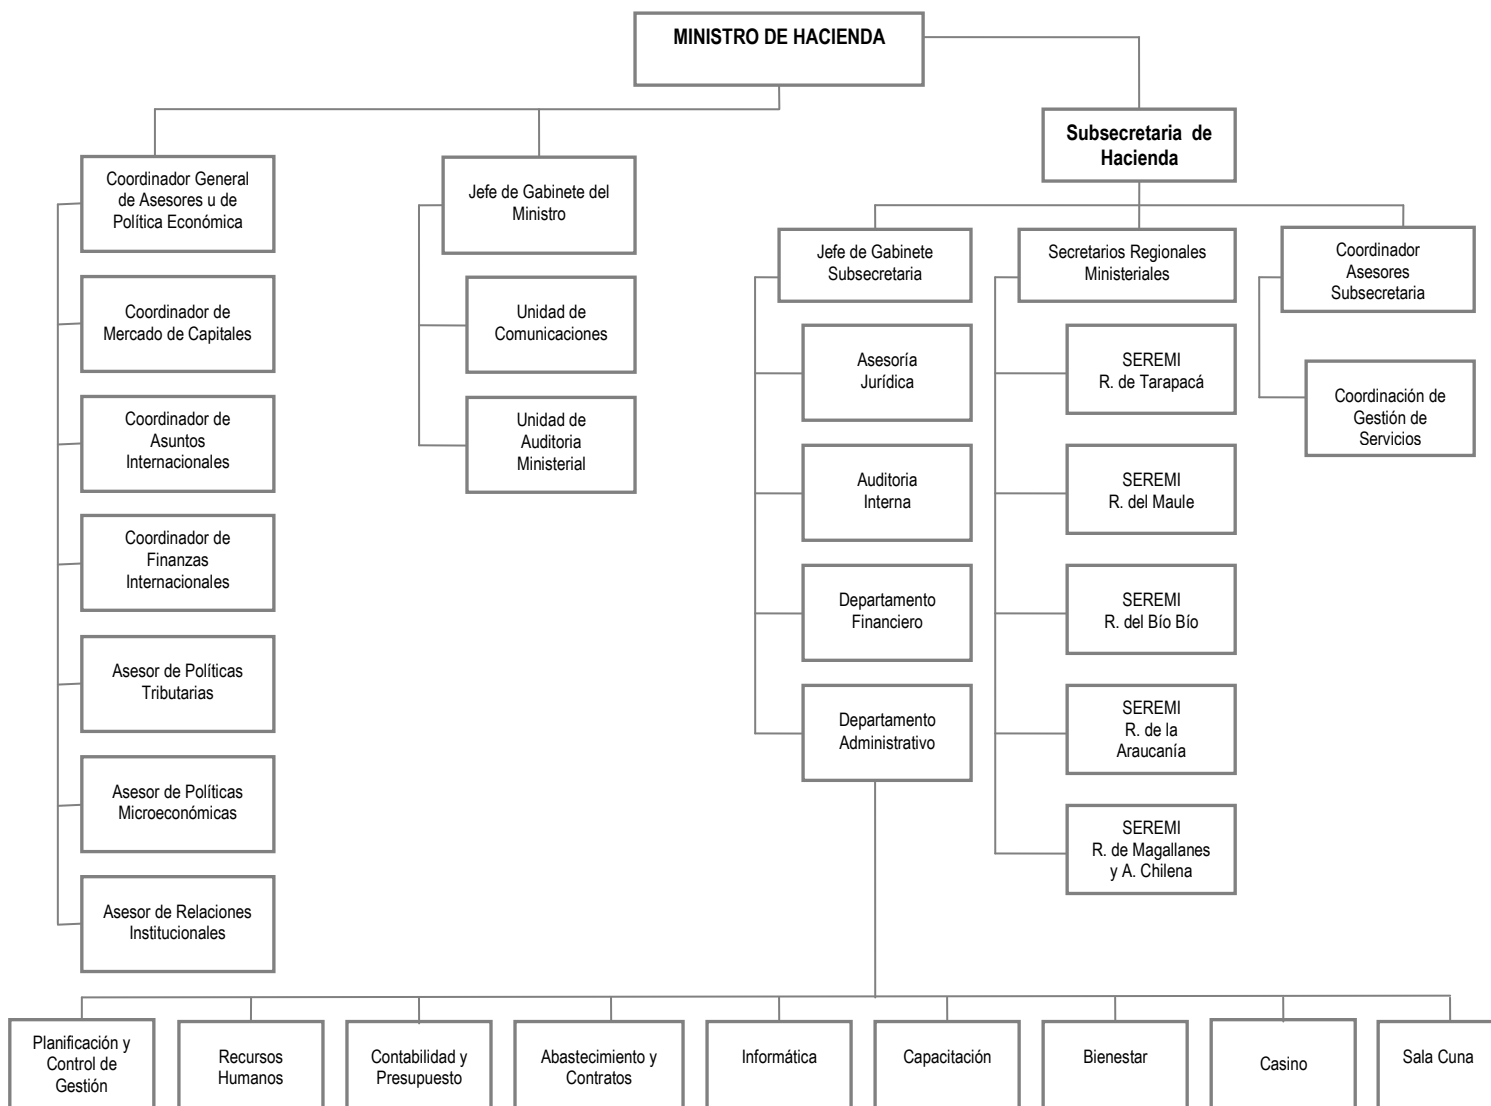 MINISTRO DE HACIENDA
Subsecretaria de
Hacienda
Coordinador General
de Asesores u de
Política Económica
Jefe de Gabinete del
Ministro
Jefe de Gabinete
Subsecretaria
Secretarios Regionales
Ministeriales
Coordinador
Asesores
Subsecretaria
Coordinador de
Mercado de Capitales
Unidad de
Comunicaciones
Asesoría
Jurídica
SEREMI
R. de Tarapacá
Coordinación de
Gestión de
Servicios
Coordinador de
Asuntos
Internacionales
Unidad de
Auditoria
Ministerial
Auditoria
Interna
SEREMI
R. del Maule
Coordinador de
Finanzas
Internacionales
Departamento
Financiero
SEREMI
R. del Bío Bío
Asesor de Políticas
Tributarias
Departamento
Administrativo
SEREMI
R. de la
Araucanía
Asesor de Políticas
Microeconómicas
SEREMI
R. de Magallanes
y A. Chilena
Asesor de Relaciones
Institucionales
Planificación y
Control de
Gestión
Recursos
Humanos
Contabilidad y
Presupuesto
Abastecimiento y
Contratos
Informática
Capacitación
Bienestar
Casino
Sala Cuna